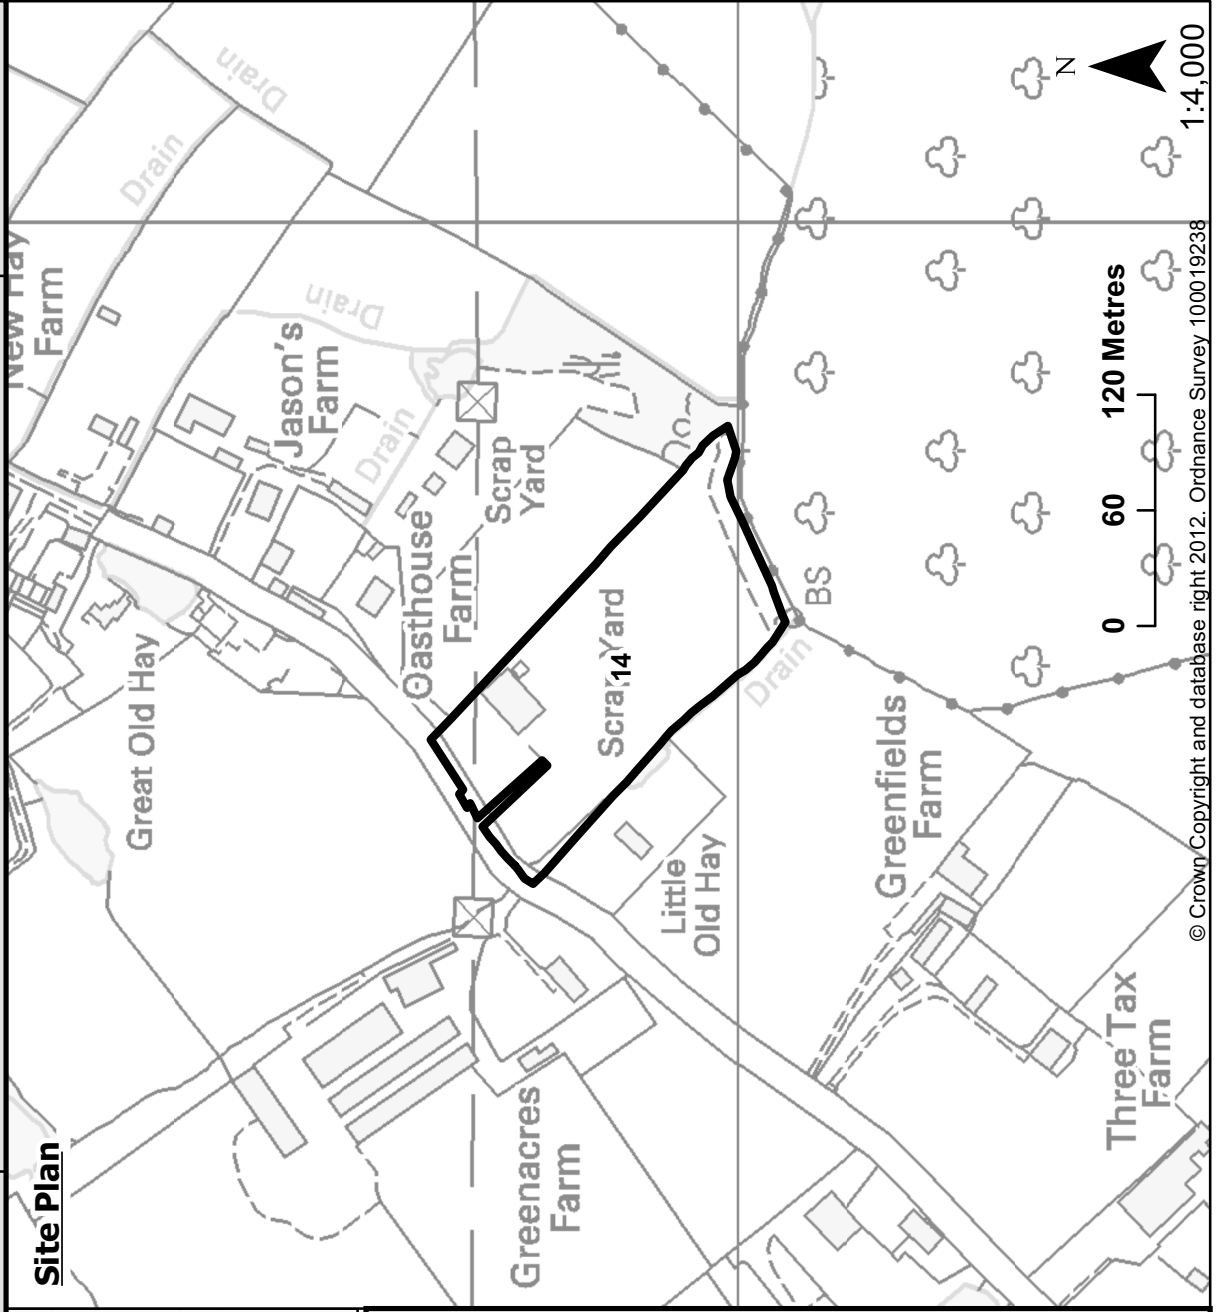 Site Plan
New Hay
Farm
Drain
Drain
Drain
Jason's
Farm
Drain
Great Old Hay
Oasthouse
Farm
Scrap
Yard
Scrap Yard
14
Drain
BS
Little
Old Hay
Greenfields
Farm
Greenacres
Farm
Three Tax
Farm
0 60 120 Metres
N
1:4,000
© Crown Copyright and database right 2012. Ordnance Survey 100019238